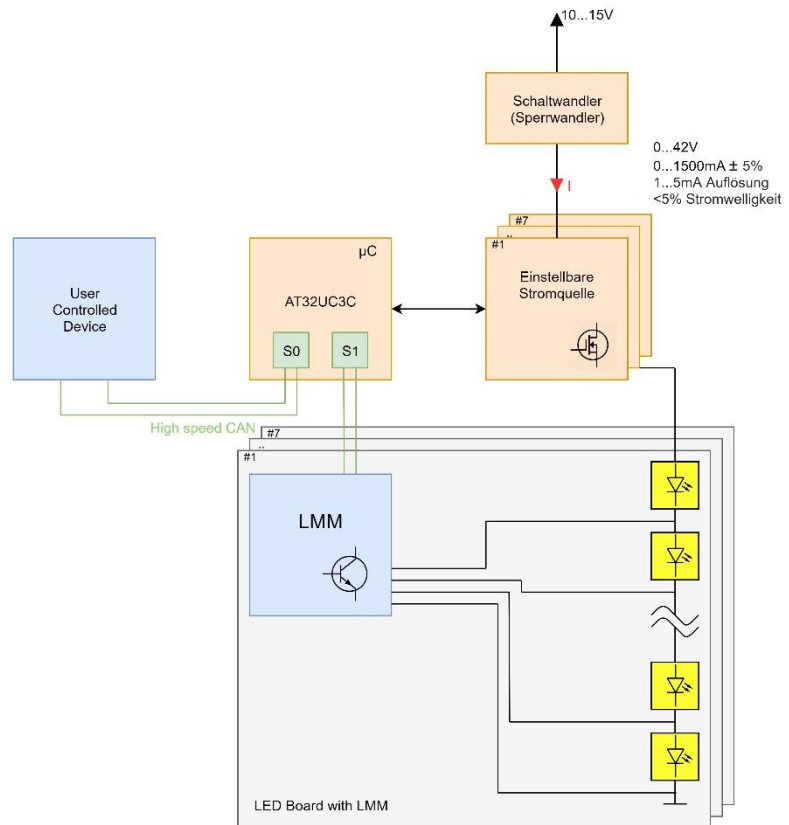 10...15V
Schaltwandler
(Sperrwandler)
0...42V
0...1500mA ± 5%
1...5mA Auflösung
<5% Stromwelligkeit
I
#7
..
#1
Einstellbare
Stromquelle
µC
AT32UC3C
S0
S1
User
Controlled
Device
High speed CAN
#7
..
#1
LMM
LED Board with LMM